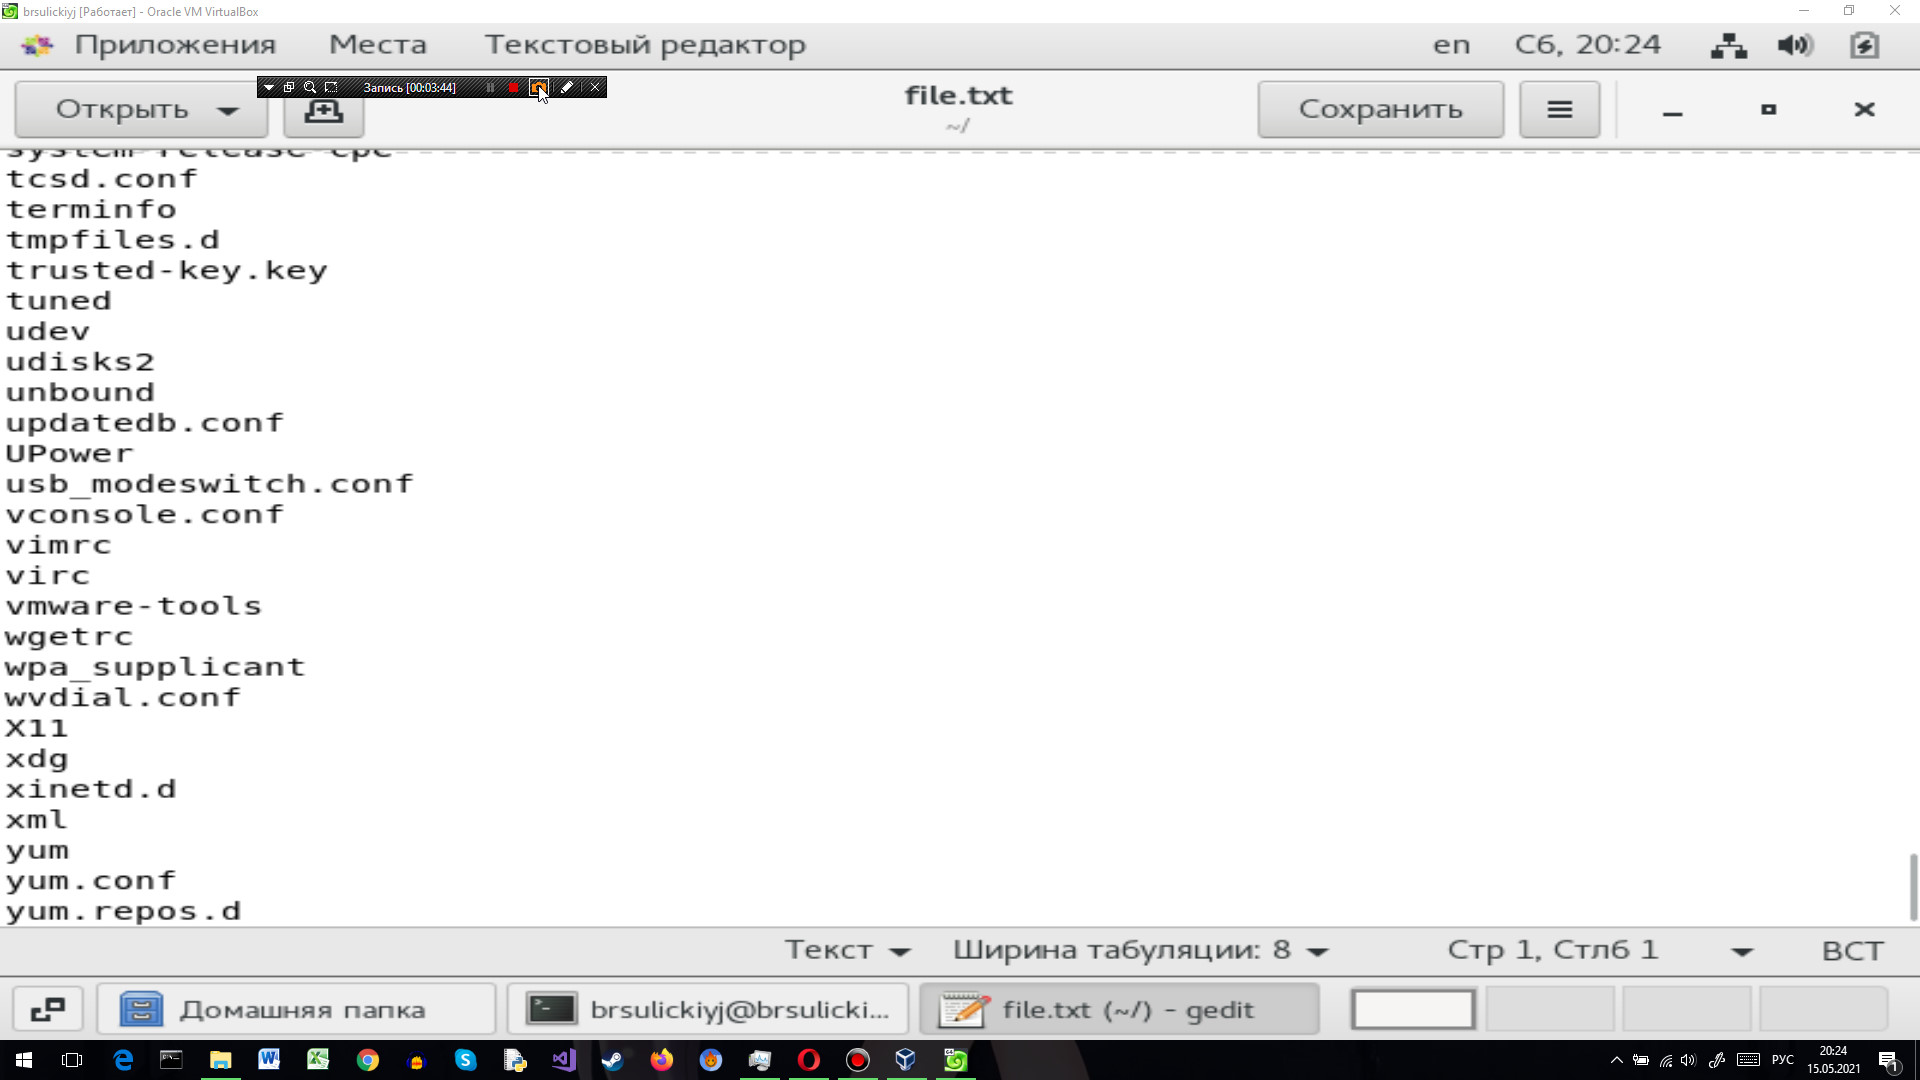 brsulickiyj [Работает] - Oracle VM VirtualBox
Приложения Места Текстовый редактор en Сб, 20:24
Запись [00:03:44]
Открыть file.txt Сохранить
~/
system-release-cpe
tcsd.conf
terminfo
tmpfiles.d
trusted-key.key
tuned
udev
udisks2
unbound
updatedb.conf
UPower
usb_modeswitch.conf
vconsole.conf
vimrc
virc
vmware-tools
wgetrc
wpa_supplicant
wvdial.conf
X11
xdg
xinetd.d
xml
yum
yum.conf
yum.repos.d
Текст Ширина табуляции: 8 Стр 1, Стлб 1 ВСТ
Домашняя папка brsulickiyj@brsulicki... file.txt (~/) - gedit
РУС 20:24
15.05.2021
1